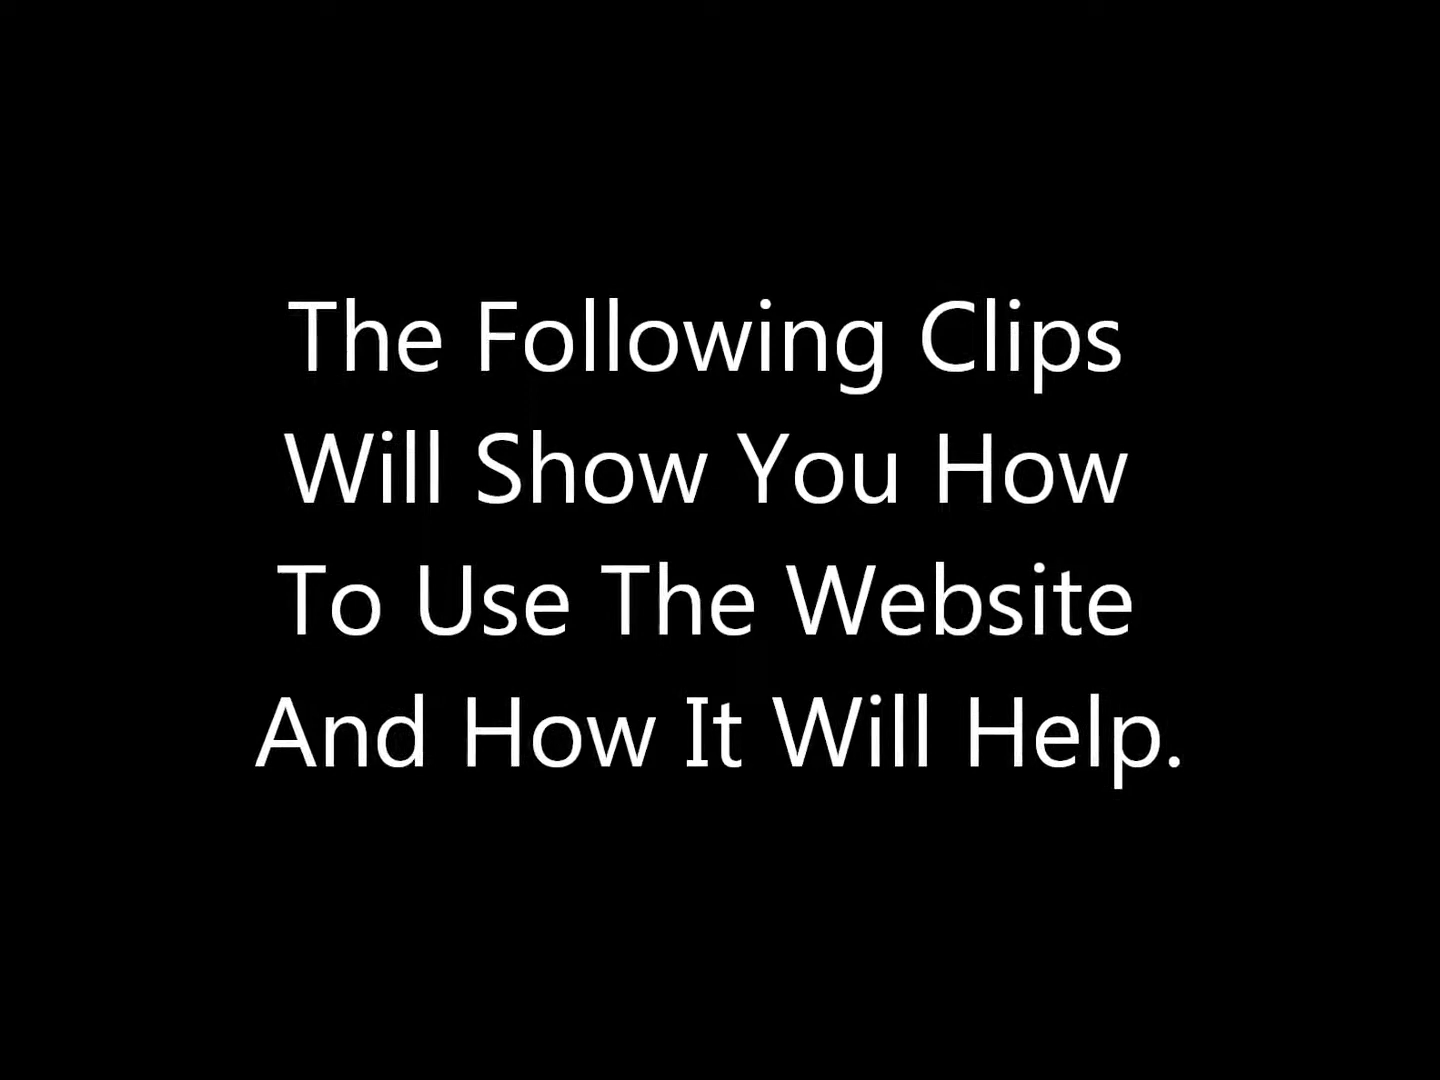 The Following Clips
Will Show You How
To Use The Website
And How It Will Help.